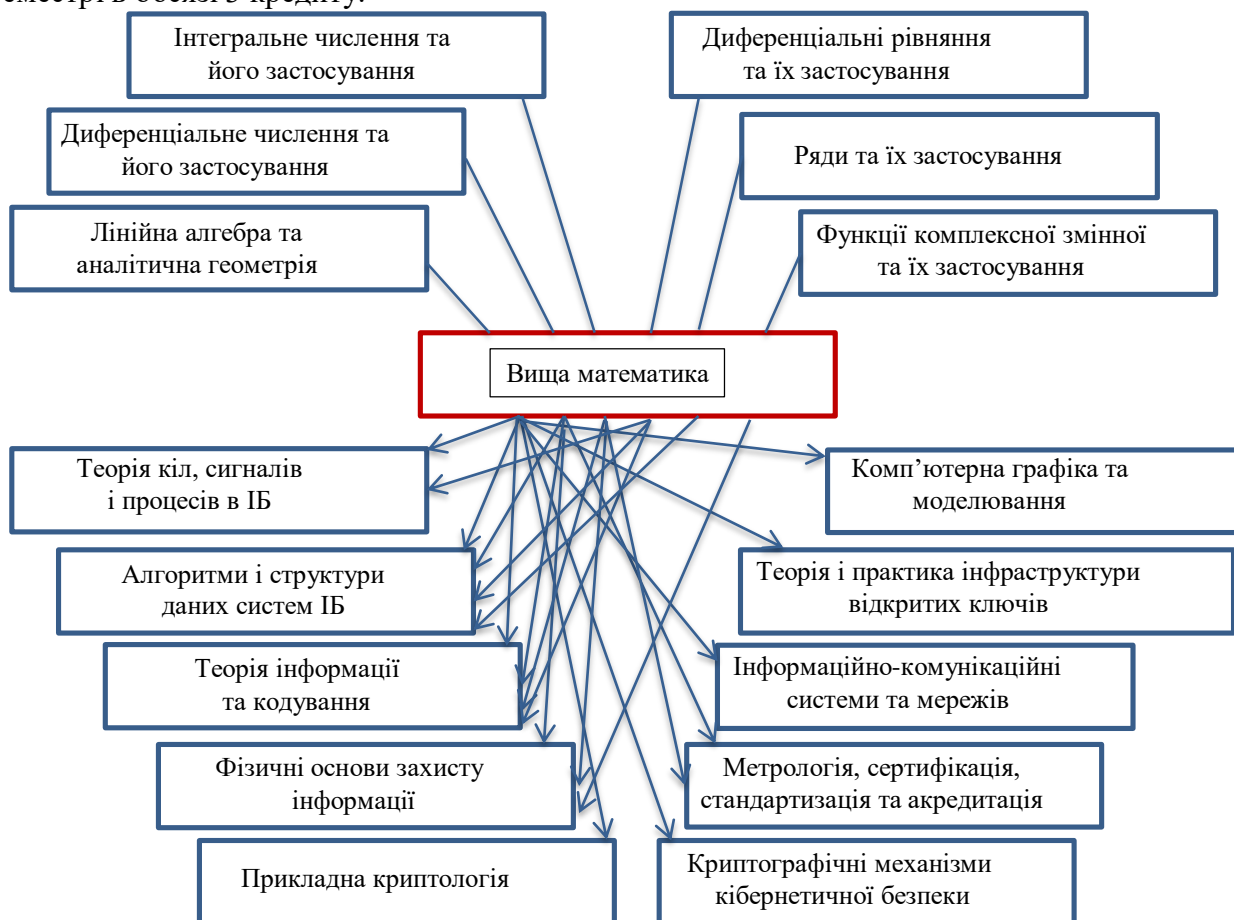 Інтегральне числення та
його застосування
Диференціальні рівняння
та їх застосування
Диференціальне числення та
його застосування
Ряди та їх застосування
Лінійна алгебра та
аналітична геометрія
Функції комплексної змінної
та їх застосування
Вища математика
Теорія кіл, сигналів
і процесів в ІБ
Комп’ютерна графіка та
моделювання
Алгоритми і структури
даних систем ІБ
Теорія і практика інфраструктури
відкритих ключів
Теорія інформації
та кодування
Інформаційно-комунікаційні
системи та мережів
Фізичні основи захисту
інформації
Метрологія, сертифікація,
стандартизація та акредитація
Прикладна криптологія
Криптографічні механізми
кібернетичної безпеки